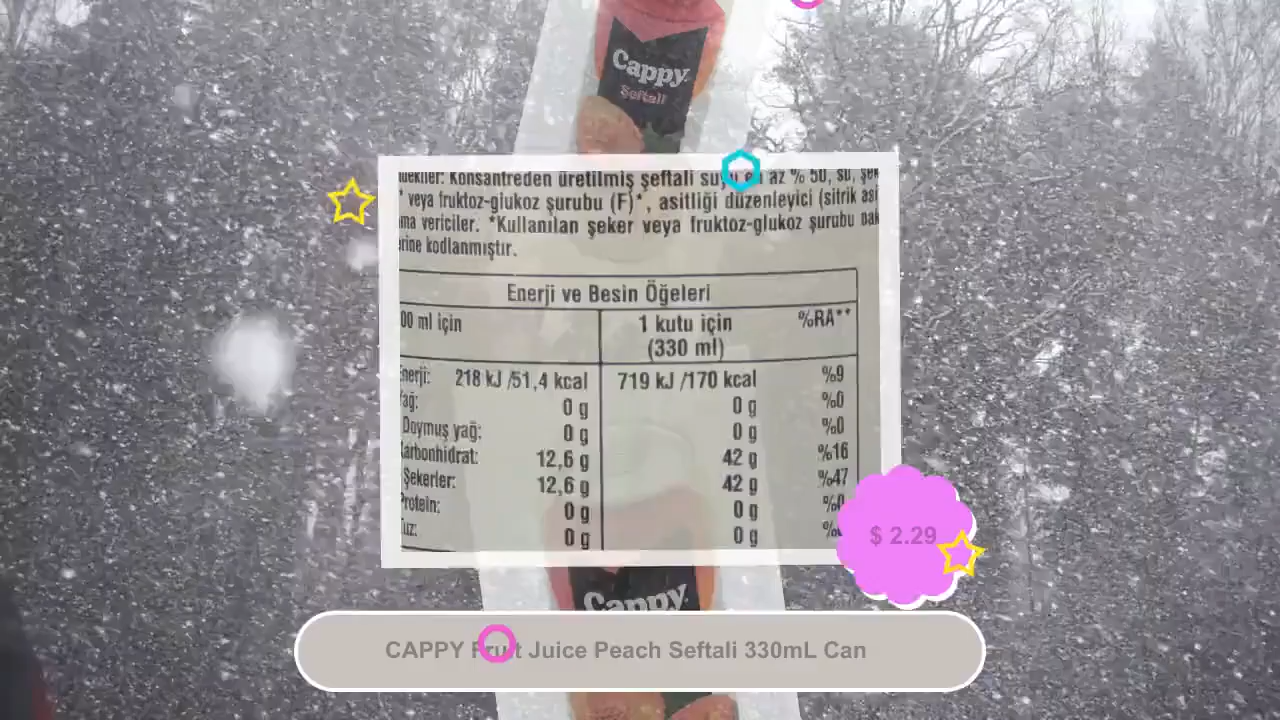 Cappy
Şeftali
Konsantreden üretilmiş şeftali suyu en az % 50, su,
veya fruktoz-glukoz şurubu (F)*, asitliği düzenleyici (sitrik
vericiler. *Kullanılan şeker veya fruktoz-glukoz şurubu
kodlanmıştır.
Enerji ve Besin Öğeleri
00 ml için 1 kutu için %RA**
(330 ml)
Enerji: 218 kJ /51,4 kcal 719 kJ /170 kcal %9
Yağ: 0 g 0 g %0
Doymuş yağ: 0 g 0 g %0
Karbonhidrat: 12,6 g 42 g %16
Şekerler: 12,6 g 42 g %47
Protein: 0 g 0 g %0
Tuz: 0 g 0 g
$ 2.29
Cappy
CAPPY Fruit Juice Peach Seftali 330mL Can